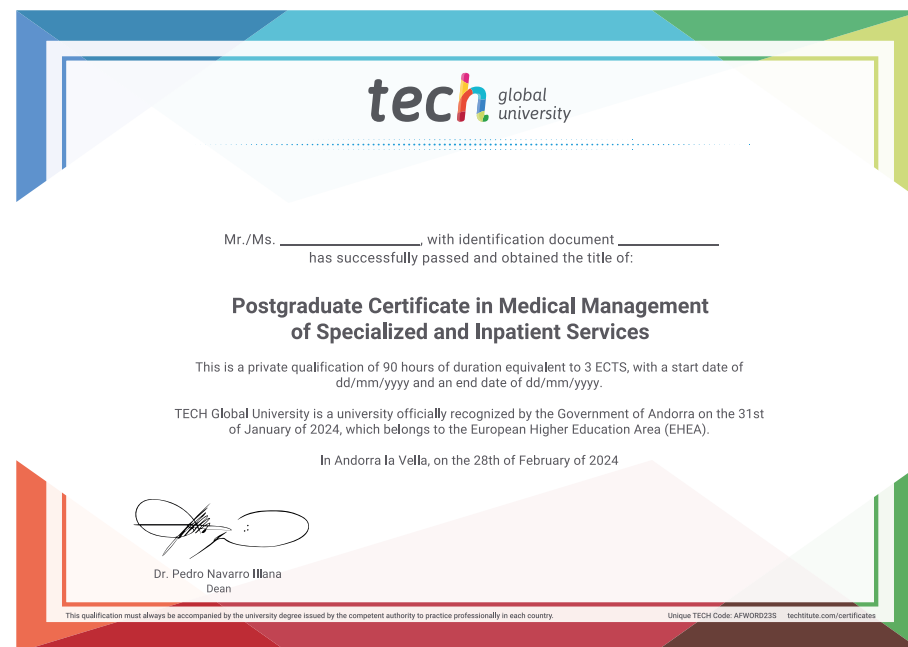 tech global university
Mr./Ms. ____________________, with identification document ______________
has successfully passed and obtained the title of:
Postgraduate Certificate in Medical Management
of Specialized and Inpatient Services
This is a private qualification of 90 hours of duration equivalent to 3 ECTS, with a start date of
dd/mm/yyyy and an end date of dd/mm/yyyy.
TECH Global University is a university officially recognized by the Government of Andorra on the 31st
of January of 2024, which belongs to the European Higher Education Area (EHEA).
In Andorra la Vella, on the 28th of February of 2024
Dr. Pedro Navarro Illana
Dean
This qualification must always be accompanied by the university degree issued by the competent authority to practice professionally in each country.
Unique TECH Code: AFWORD23S techtitute.com/certificates